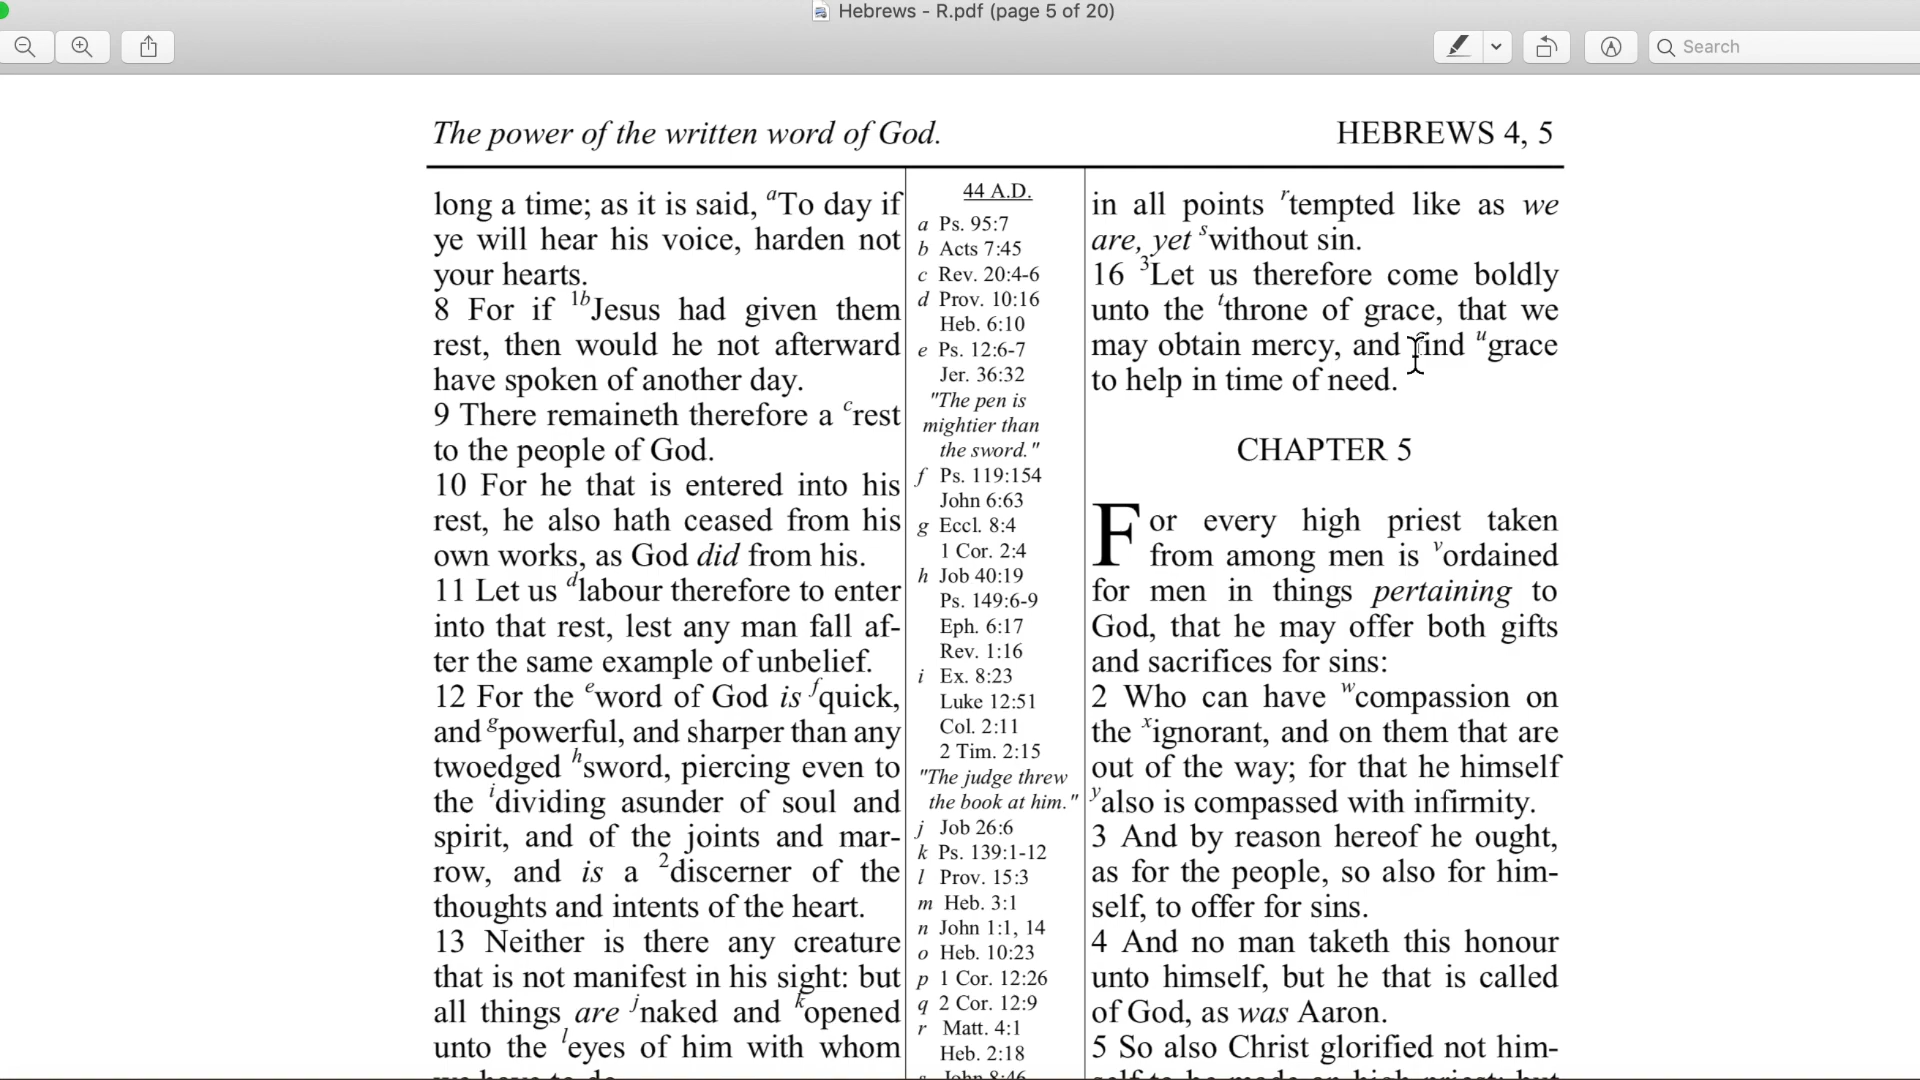 Hebrews - R.pdf (page 5 of 20)
Search
The power of the written word of God.
HEBREWS 4, 5
long a time; as it is said, aTo day if
ye will hear his voice, harden not
your hearts.
8 For if 1bJesus had given them
rest, then would he not afterward
have spoken of another day.
9 There remaineth therefore a crest
to the people of God.
10 For he that is entered into his
rest, he also hath ceased from his
own works, as God did from his.
11 Let us dlabour therefore to enter
into that rest, lest any man fall af-
ter the same example of unbelief.
12 For the eword of God is fquick,
and gpowerful, and sharper than any
twoedged hsword, piercing even to
the idividing asunder of soul and
spirit, and of the joints and mar-
row, and is a 2discerner of the
thoughts and intents of the heart.
13 Neither is there any creature
that is not manifest in his sight: but
all things are jnaked and kopened
unto the leyes of him with whom
we have to do.
44 A.D.
a Ps. 95:7
b Acts 7:45
c Rev. 20:4-6
d Prov. 10:16
Heb. 6:10
e Ps. 12:6-7
Jer. 36:32
"The pen is
mightier than
the sword."
f Ps. 119:154
John 6:63
g Eccl. 8:4
1 Cor. 2:4
h Job 40:19
Ps. 149:6-9
Eph. 6:17
Rev. 1:16
i Ex. 8:23
Luke 12:51
Col. 2:11
2 Tim. 2:15
"The judge threw
the book at him."
j Job 26:6
k Ps. 139:1-12
l Prov. 15:3
m Heb. 3:1
n John 1:1, 14
o Heb. 10:23
p 1 Cor. 12:26
q 2 Cor. 12:9
r Matt. 4:1
Heb. 2:18
s John 8:46
in all points rtempted like as we
are, yet swithout sin.
16 3Let us therefore come boldly
unto the tthrone of grace, that we
may obtain mercy, and find ugrace
to help in time of need.
CHAPTER 5
For every high priest taken
from among men is vordained
for men in things pertaining to
God, that he may offer both gifts
and sacrifices for sins:
2 Who can have wcompassion on
the xignorant, and on them that are
out of the way; for that he himself
yalso is compassed with infirmity.
3 And by reason hereof he ought,
as for the people, so also for him-
self, to offer for sins.
4 And no man taketh this honour
unto himself, but he that is called
of God, as was Aaron.
5 So also Christ glorified not him-
self to be made an high priest; but